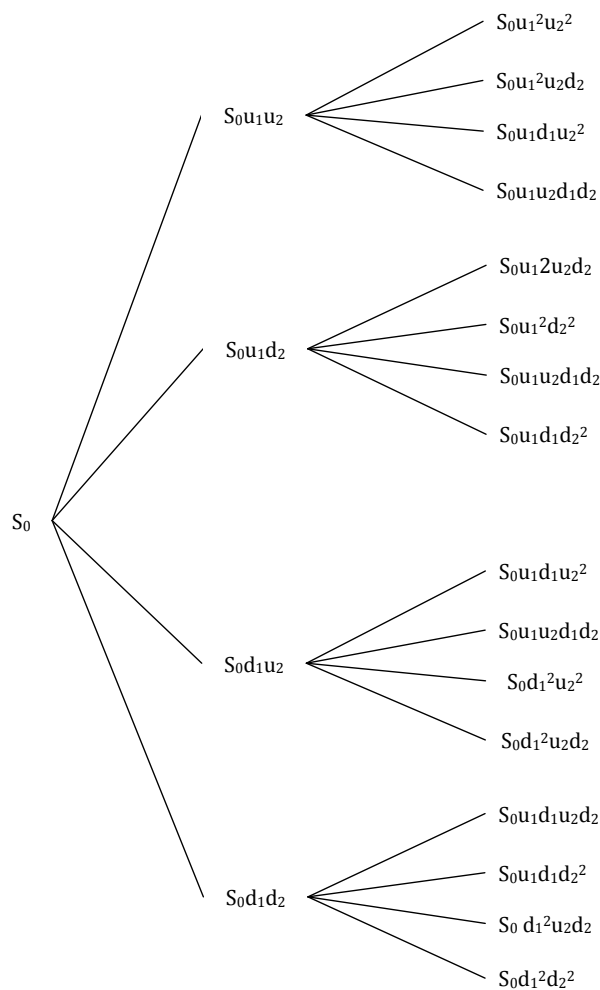 S₀u₁²u₂²
S₀u₁²u₂d₂
S₀u₁u₂
S₀u₁d₁u₂²
S₀u₁u₂d₁d₂
S₀u₁2u₂d₂
S₀u₁²d₂²
S₀u₁d₂
S₀u₁u₂d₁d₂
S₀u₁d₁d₂²
S₀
S₀u₁d₁u₂²
S₀u₁u₂d₁d₂
S₀d₁u₂
S₀d₁²u₂²
S₀d₁²u₂d₂
S₀u₁d₁u₂d₂
S₀u₁d₁d₂²
S₀d₁d₂
S₀ d₁²u₂d₂
S₀d₁²d₂²